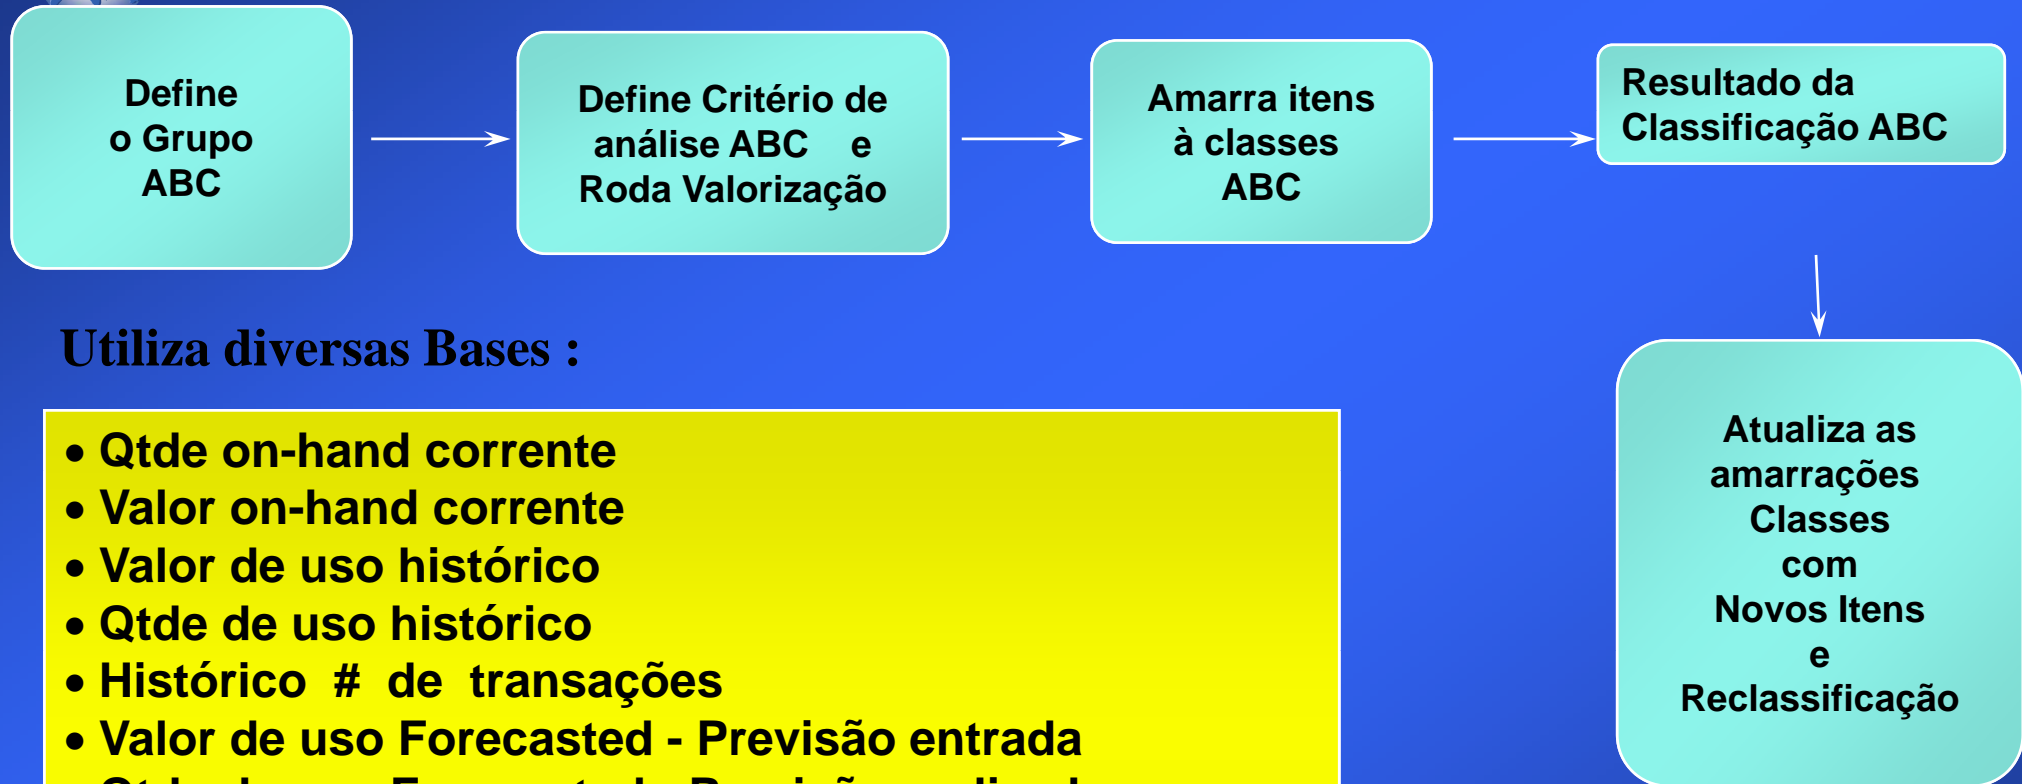 Define
o Grupo
ABC
Define Critério de
análise ABC e
Roda Valorização
Amarra itens
à classes
ABC
Resultado da
Classificação ABC
Utiliza diversas Bases :
• Qtde on-hand corrente
• Valor on-hand corrente
• Valor de uso histórico
• Qtde de uso histórico
• Histórico # de transações
• Valor de uso Forecasted - Previsão entrada
Atualiza as
amarrações
Classes
com
Novos Itens
e
Reclassificação